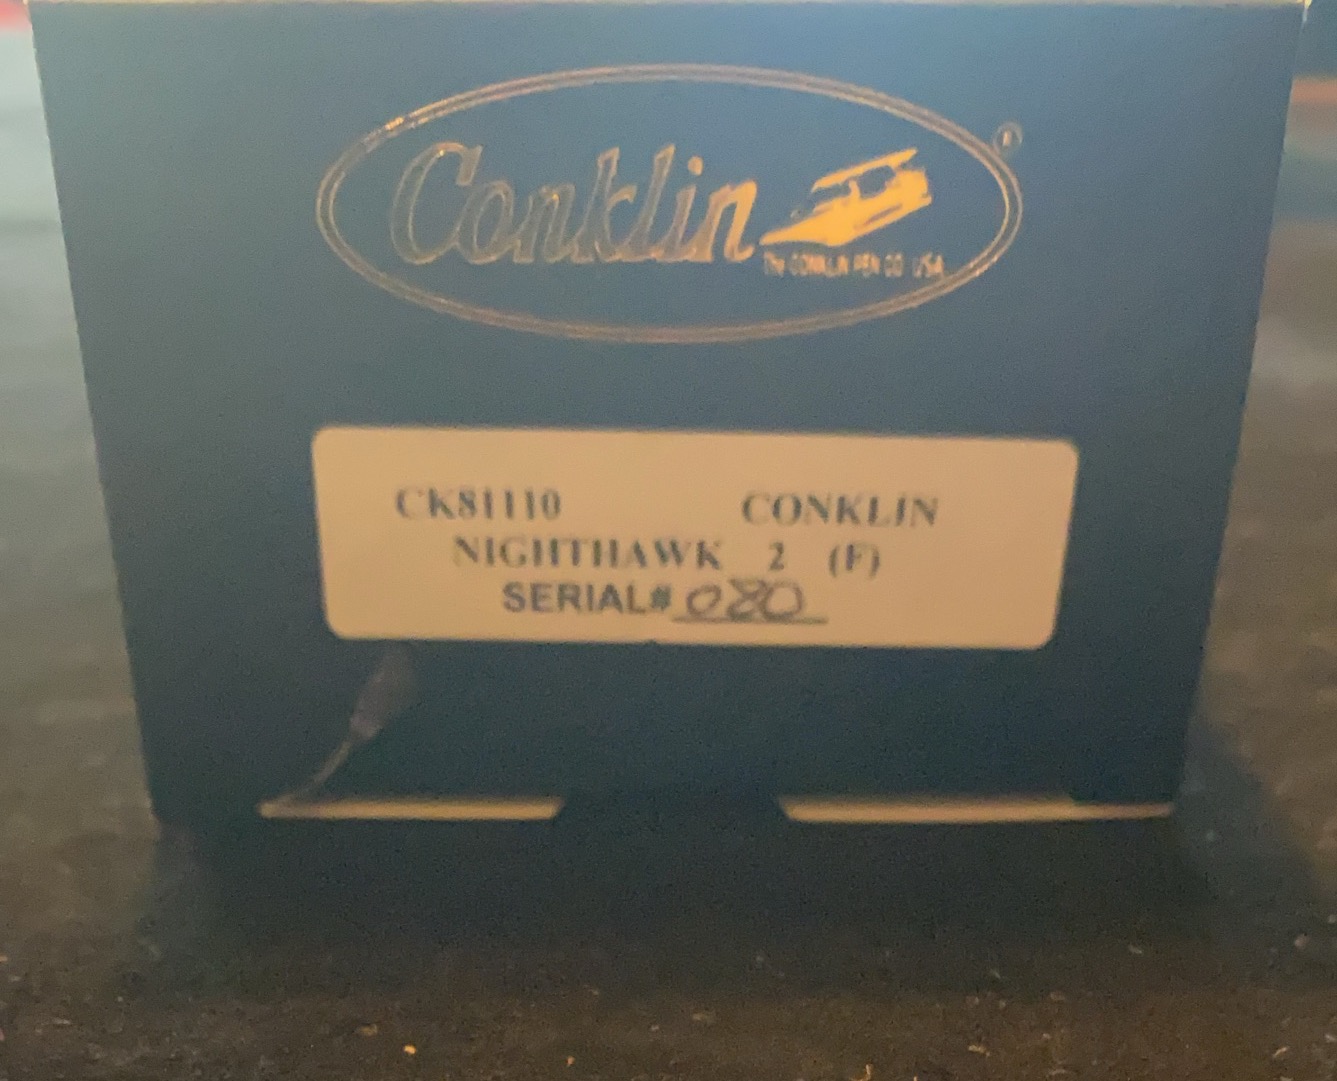 Conklin ®
The CONKLIN PEN CO. USA
CK81110 CONKLIN
NIGHTHAWK 2 (F)
SERIAL# 080